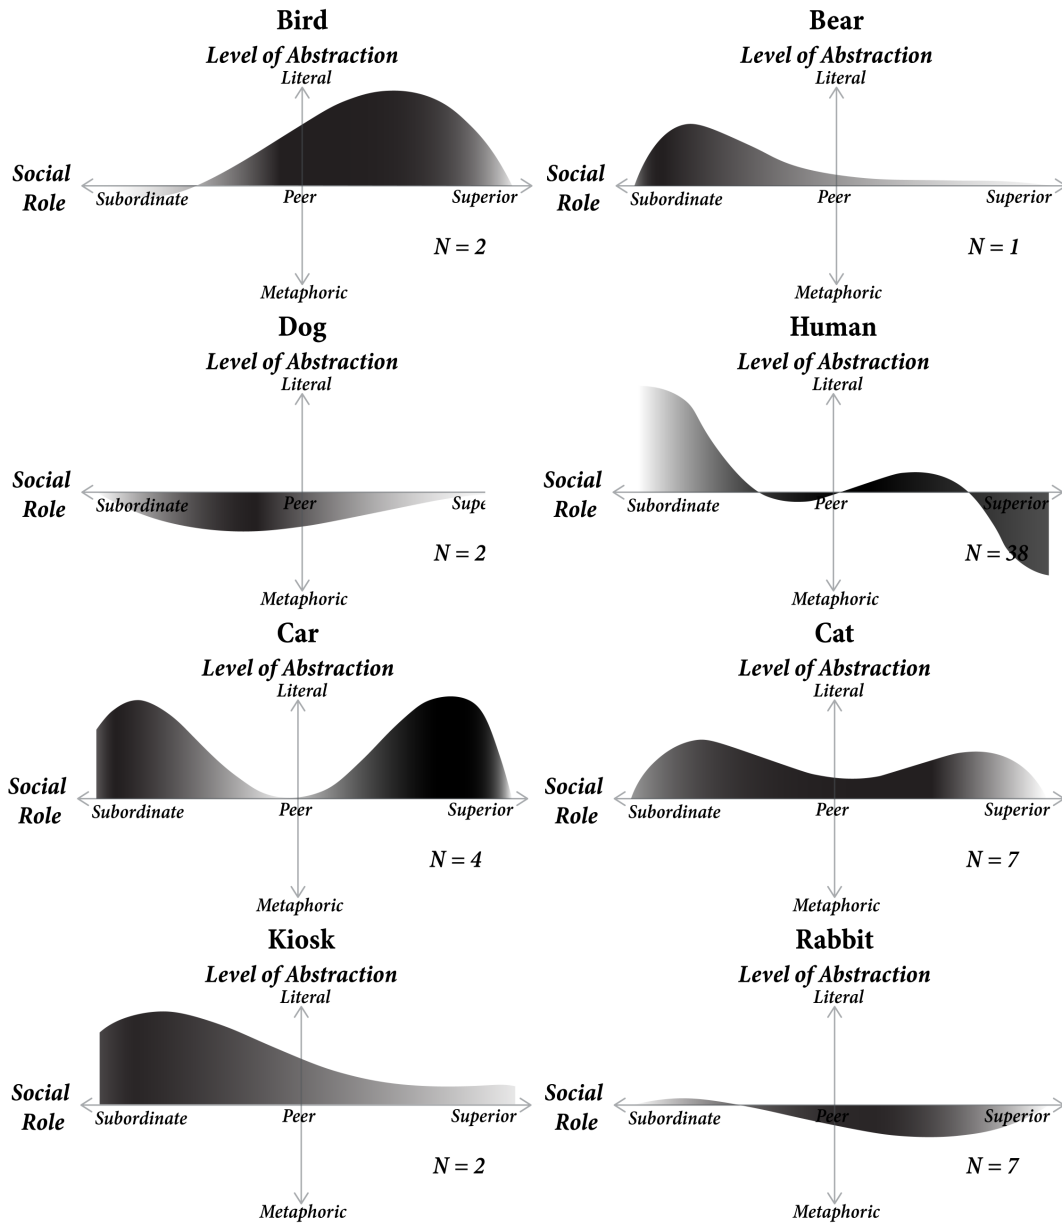 Bird
Level of Abstraction
Literal
Social
Role
Subordinate
Peer
Superior
N = 2
Metaphoric
Bear
Level of Abstraction
Literal
Social
Role
Subordinate
Peer
Superior
N = 1
Metaphoric
Dog
Level of Abstraction
Literal
Social
Role
Subordinate
Peer
Supe
N = 2
Metaphoric
Human
Level of Abstraction
Literal
Social
Role
Subordinate
Peer
Superior
N = 38
Metaphoric
Car
Level of Abstraction
Literal
Social
Role
Subordinate
Peer
Superior
N = 4
Metaphoric
Cat
Level of Abstraction
Literal
Social
Role
Subordinate
Peer
Superior
N = 7
Metaphoric
Kiosk
Level of Abstraction
Literal
Social
Role
Subordinate
Peer
Superior
N = 2
Metaphoric
Rabbit
Level of Abstraction
Literal
Social
Role
Subordinate
Peer
Superior
N = 7
Metaphoric